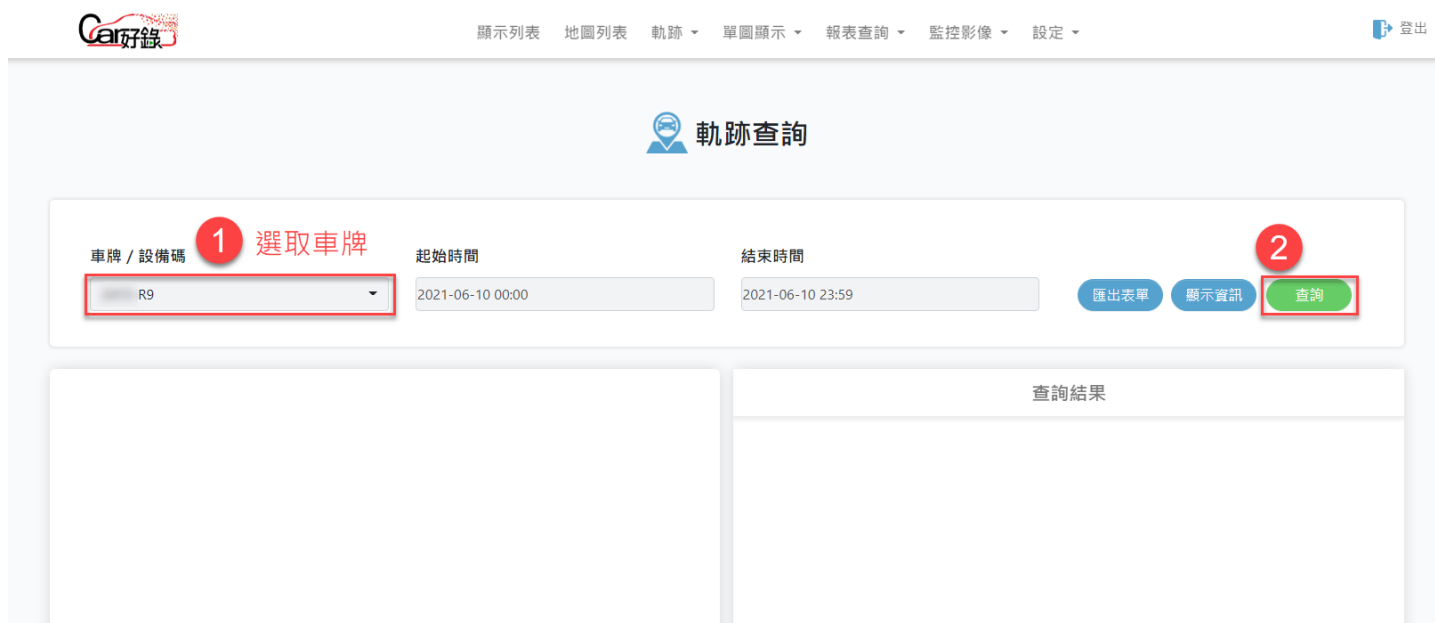 Car好錄
顯示列表 地圖列表 軌跡 單圖顯示 報表查詢 監控影像 設定 登出
軌跡查詢
車牌 / 設備碼 1 選取車牌 起始時間 結束時間 2
R9 2021-06-10 00:00 2021-06-10 23:59 匯出表單 顯示資訊 查詢
查詢結果